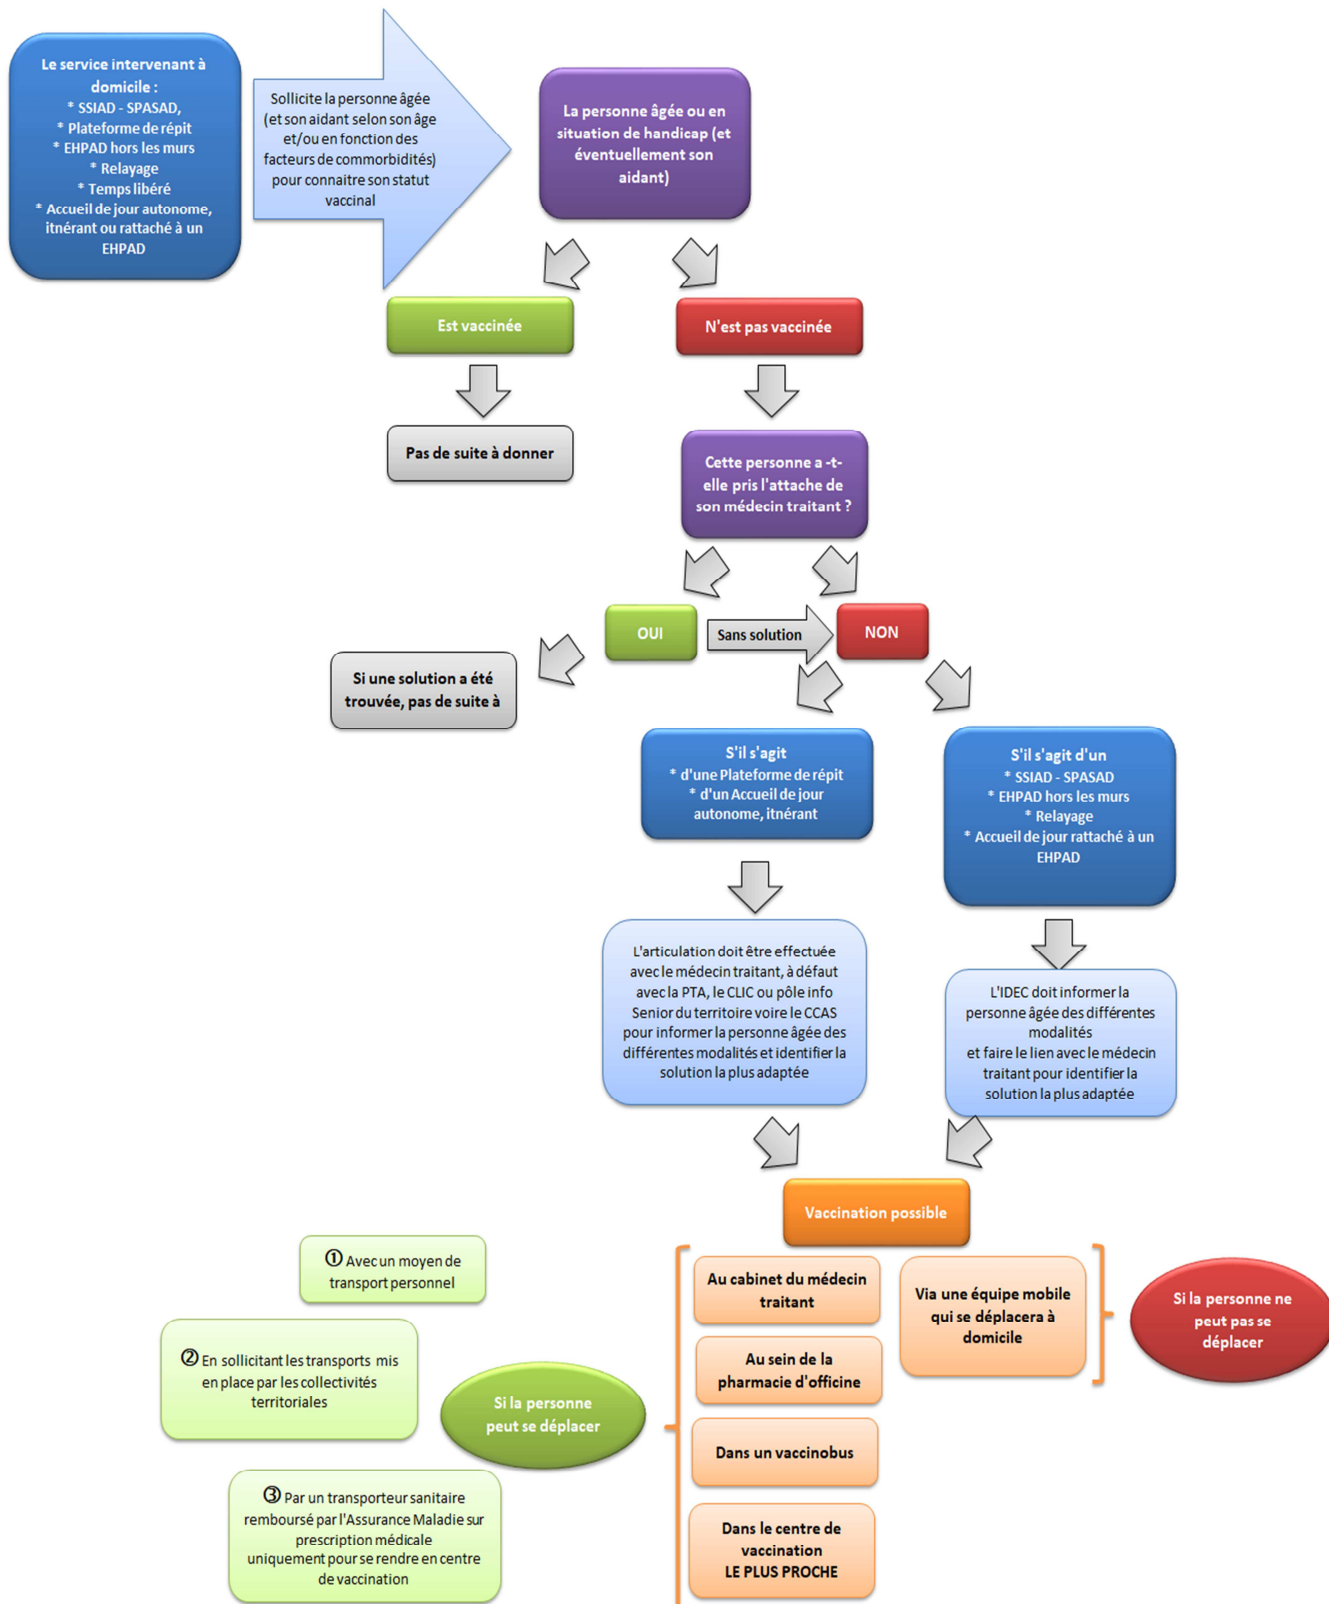 Le service intervenant à
domicile :
* SSIAD - SPASAD,
* Plateforme de répit
* EHPAD hors les murs
* Relayage
* Temps libéré
* Accueil de jour autonome,
itnérant ou rattaché à un
EHPAD
Sollicite la personne âgée
(et son aidant selon son âge
et/ou en fonction des
facteurs de commorbidités)
pour connaitre son statut
vaccinal
La personne âgée ou en
situation de handicap (et
éventuellement son
aidant)
Est vaccinée
N'est pas vaccinée
Pas de suite à donner
Cette personne a -t-
elle pris l'attache de
son médecin traitant ?
OUI
Sans solution
NON
Si une solution a été
trouvée, pas de suite à
S'il s'agit
* d'une Plateforme de répit
* d'un Accueil de jour
autonome, itnérant
S'il s'agit d'un
* SSIAD - SPASAD
* EHPAD hors les murs
* Relayage
* Accueil de jour rattaché à un
EHPAD
L'articulation doit être effectuée
avec le médecin traitant, à défaut
avec la PTA, le CLIC ou pôle info
Senior du territoire voire le CCAS
pour informer la personne âgée des
différentes modalités et identifier la
solution la plus adaptée
L'IDEC doit informer la
personne âgée des différentes
modalités
et faire le lien avec le médecin
traitant pour identifier la
solution la plus adaptée
Vaccination possible
① Avec un moyen de
transport personnel
② En sollicitant les transports mis
en place par les collectivités
territoriales
③ Par un transporteur sanitaire
remboursé par l'Assurance Maladie sur
prescription médicale
uniquement pour se rendre en centre
de vaccination
Si la personne
peut se déplacer
Au cabinet du médecin
traitant
Au sein de la
pharmacie d'officine
Dans un vaccinobus
Dans le centre de
vaccination
LE PLUS PROCHE
Via une équipe mobile
qui se déplacera à
domicile
Si la personne ne
peut pas se
déplacer